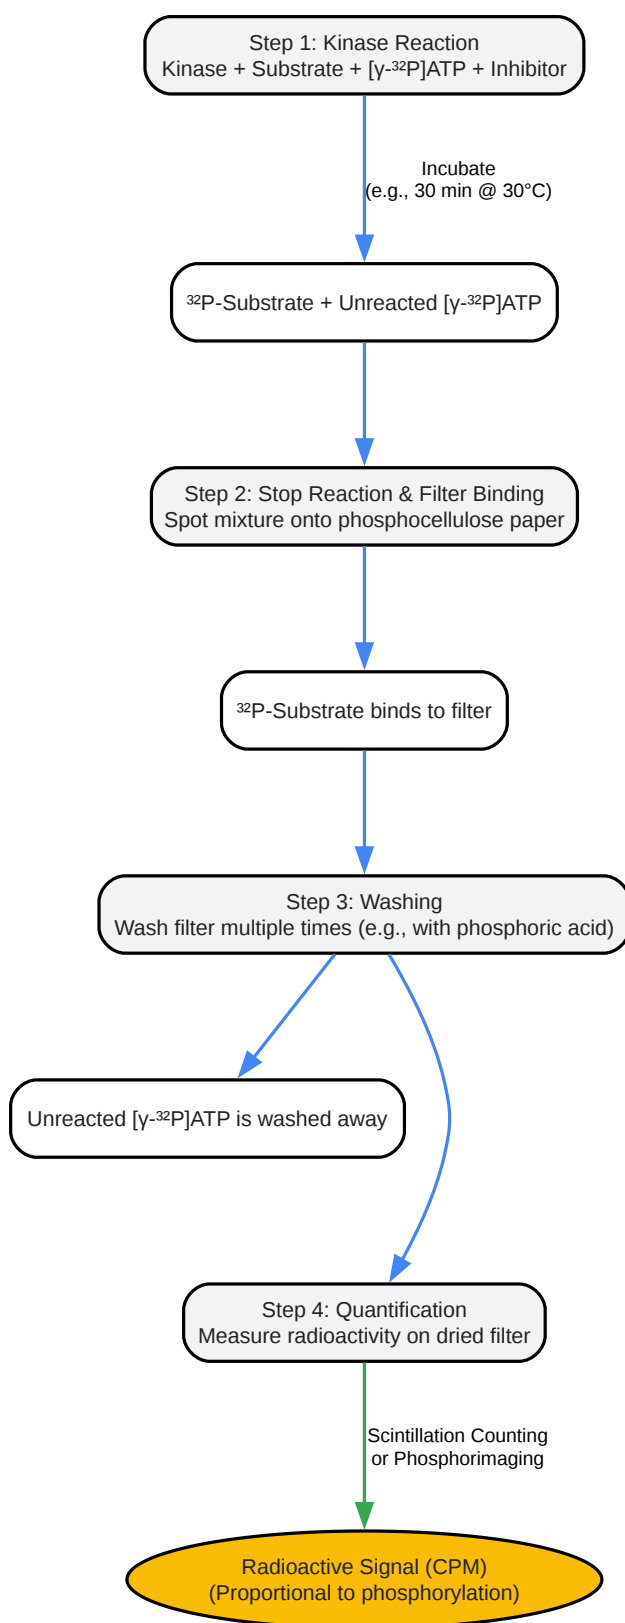 Step 1: Kinase Reaction
Kinase + Substrate + [γ-³²P]ATP + Inhibitor
Incubate
(e.g., 30 min @ 30°C)
³²P-Substrate + Unreacted [γ-³²P]ATP
Step 2: Stop Reaction & Filter Binding
Spot mixture onto phosphocellulose paper
³²P-Substrate binds to filter
Step 3: Washing
Wash filter multiple times (e.g., with phosphoric acid)
Unreacted [γ-³²P]ATP is washed away
Step 4: Quantification
Measure radioactivity on dried filter
Scintillation Counting
or Phosphorimaging
Radioactive Signal (CPM)
(Proportional to phosphorylation)